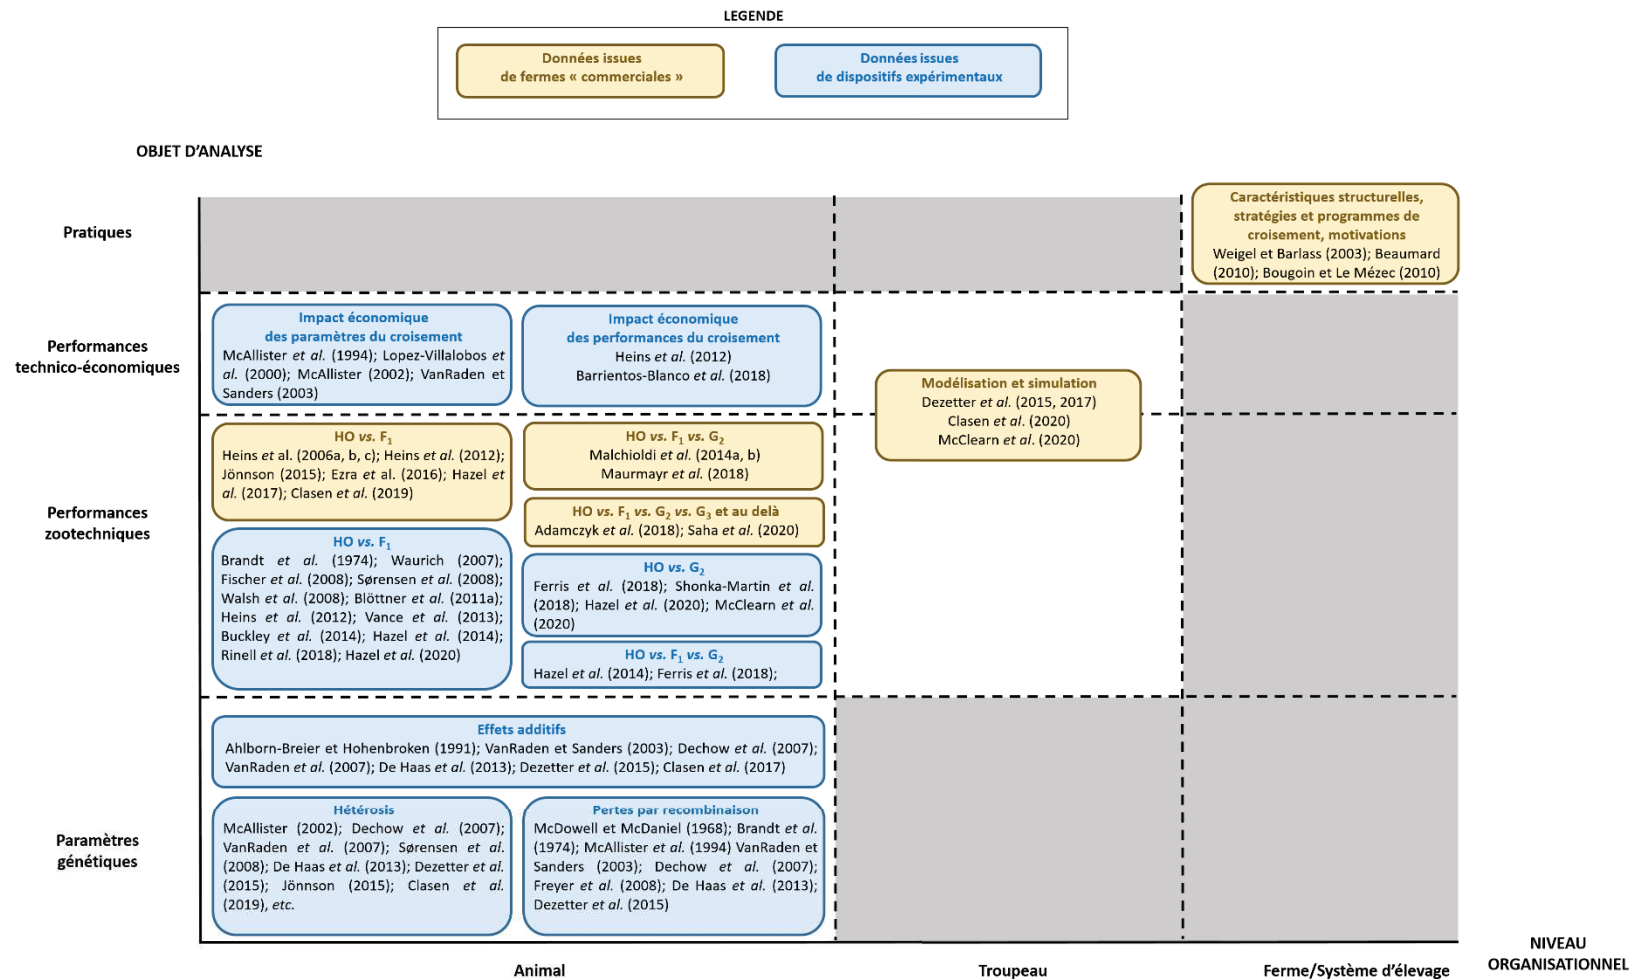 LEGENDE
Données issues
de fermes « commerciales »
Données issues
de dispositifs expérimentaux
OBJET D'ANALYSE
Pratiques
Caractéristiques structurelles,
stratégies et programmes de
croisement, motivations
Weigel et Barlass (2003); Beaumard
(2010); Bougoin et Le Mézec (2010)
Performances
technico-économiques
Impact économique
des paramètres du croisement
McAllister et al. (1994); Lopez-Villalobos et
al. (2000); McAllister (2002); VanRaden et
Sanders (2003)
Impact économique
des performances du croisement
Heins et al. (2012)
Barrientos-Blanco et al. (2018)
Modélisation et simulation
Dezetter et al. (2015, 2017)
Clasen et al. (2020)
McClearn et al. (2020)
Performances
zootechniques
HO vs. F1
Heins et al. (2006a, b, c); Heins et al. (2012);
Jönnson (2015); Ezra et al. (2016); Hazel et
al. (2017); Clasen et al. (2019)
HO vs. F1 vs. G2
Malchioldi et al. (2014a, b)
Maurmayr et al. (2018)
HO vs. F1 vs. G2 vs. G3 et au delà
Adamczyk et al. (2018); Saha et al. (2020)
HO vs. F1
Brandt et al. (1974); Waurich (2007);
Fischer et al. (2008); Sørensen et al. (2008);
Walsh et al. (2008); Blöttner et al. (2011a);
Heins et al. (2012); Vance et al. (2013);
Buckley et al. (2014); Hazel et al. (2014);
Rinell et al. (2018); Hazel et al. (2020)
HO vs. G2
Ferris et al. (2018); Shonka-Martin et al.
(2018); Hazel et al. (2020); McClearn et al.
(2020)
HO vs. F1 vs. G2
Hazel et al. (2014); Ferris et al. (2018);
Paramètres
génétiques
Effets additifs
Ahlborn-Breier et Hohenbroken (1991); VanRaden et Sanders (2003); Dechow et al. (2007);
VanRaden et al. (2007); De Haas et al. (2013); Dezetter et al. (2015); Clasen et al. (2017)
Hétérosis
McAllister (2002); Dechow et al. (2007);
VanRaden et al. (2007); Sørensen et al.
(2008); De Haas et al. (2013); Dezetter et al.
(2015); Jönnson (2015); Clasen et al.
(2019), etc.
Pertes par recombinaison
McDowell et McDaniel (1968); Brandt et al.
(1974); McAllister et al. (1994) VanRaden et
Sanders (2003); Dechow et al. (2007);
Freyer et al. (2008); De Haas et al. (2013);
Dezetter et al. (2015)
Animal
Troupeau
Ferme/Système d'élevage
NIVEAU
ORGANISATIONNEL